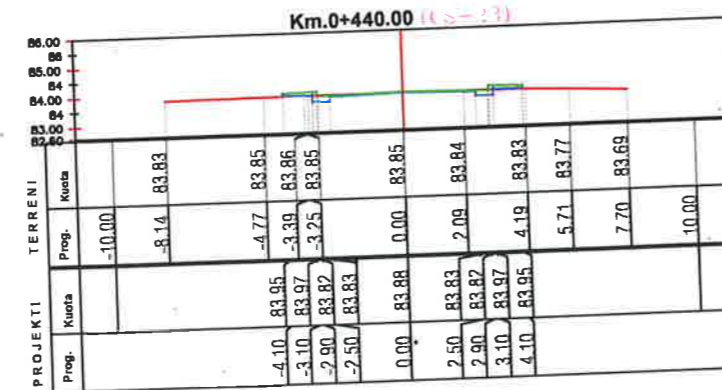 Km.0+440.00
86.00
86
85.00
84
84.00
84
83.00
82.60
TERRENI
Kuota 83.83 83.85 83.86 83.85 83.85 83.84 83.83 83.77 83.69
Prog. -10.00 -8.14 -4.77 -3.39 -3.25 0.00 2.09 4.19 5.71 7.70 10.00
PROJEKTI
Kuota 83.95 83.97 83.82 83.83 83.88 83.83 83.82 83.97 83.95
Prog. -4.10 -3.10 -2.90 -2.50 0.00 2.50 2.90 3.10 4.10